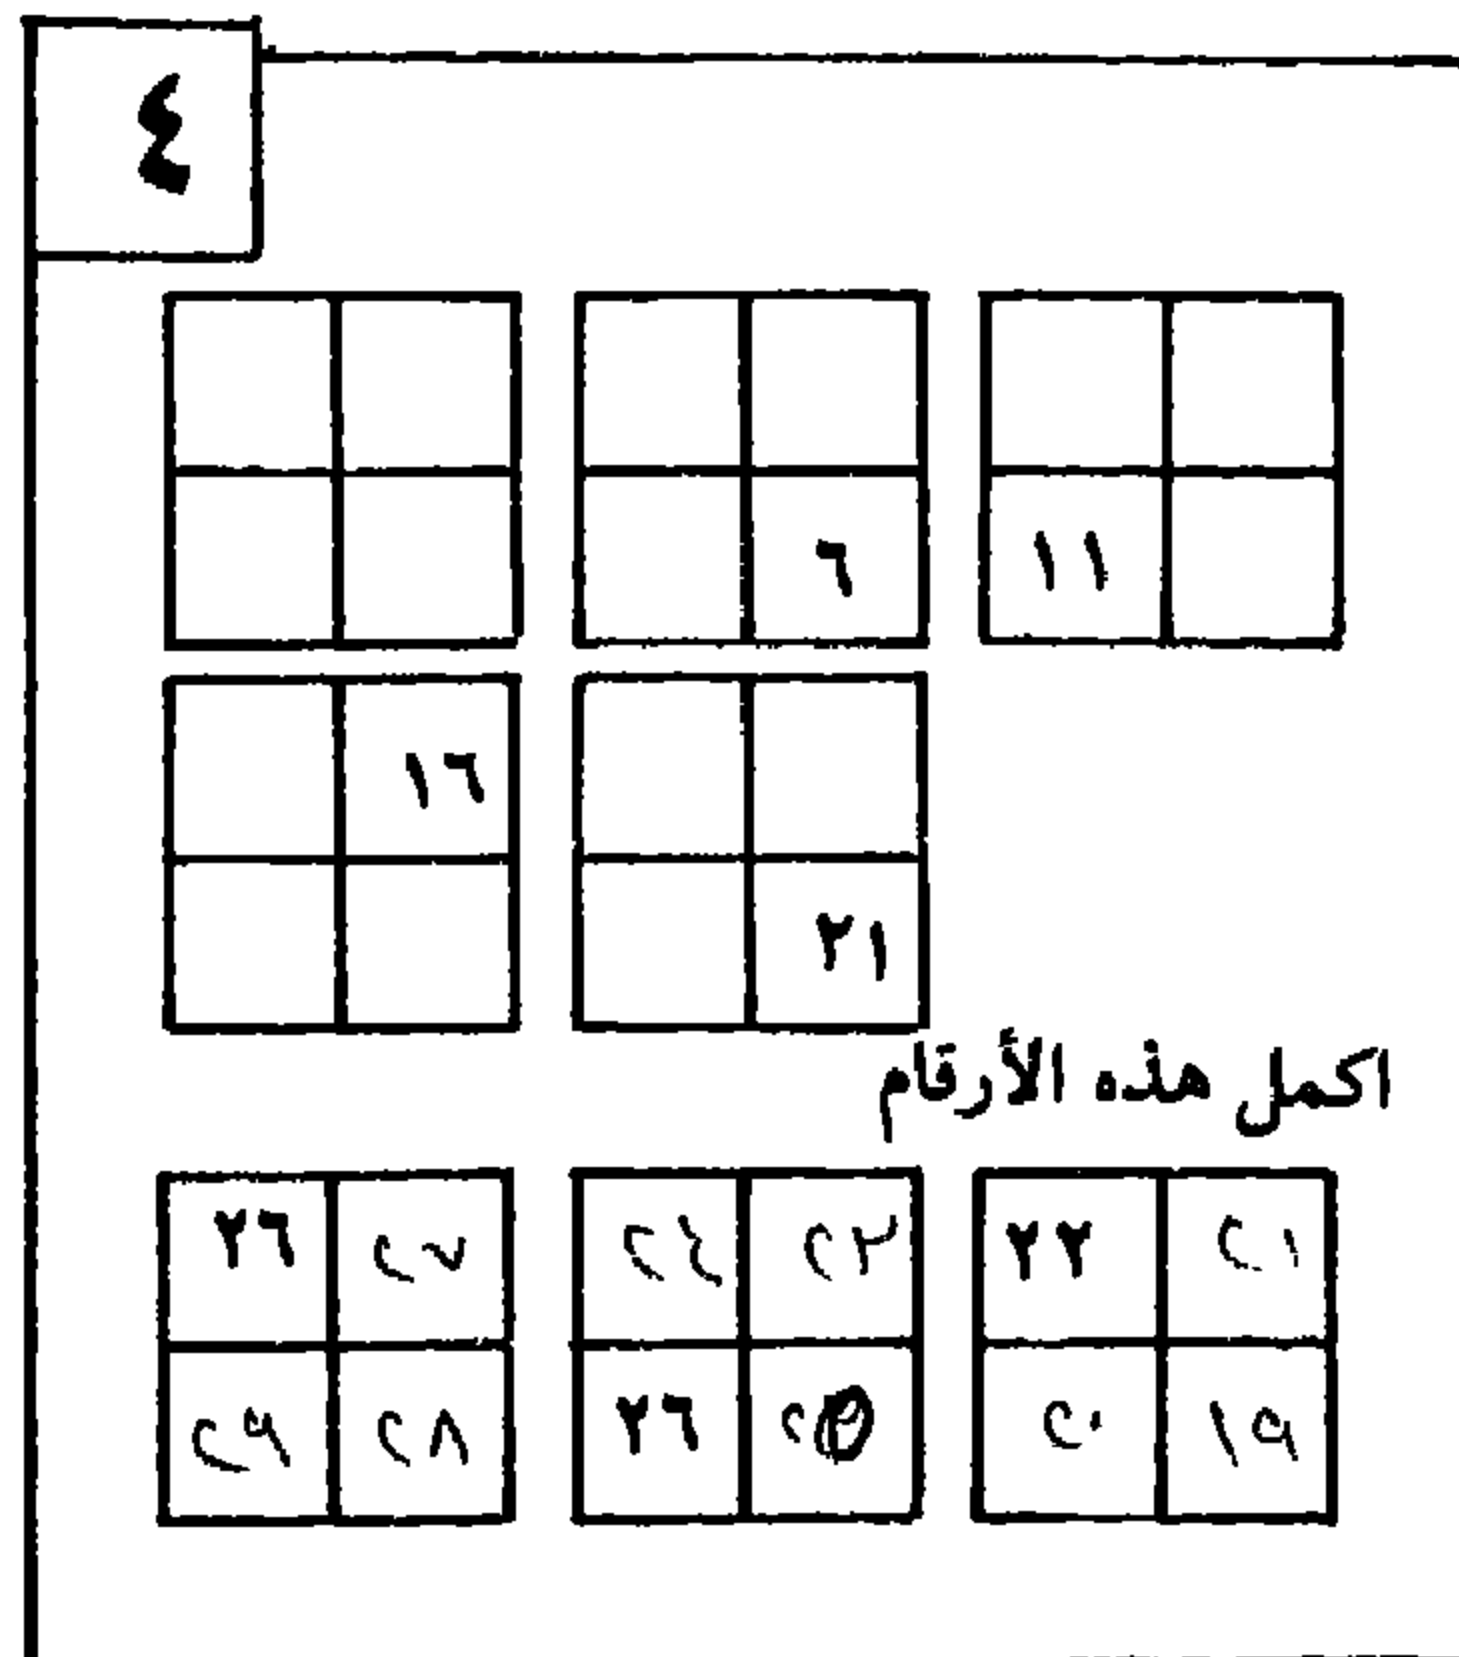 ٤
١١ ٦
٢١ ١٦
اكمل هذه الأرقام
٢١ ٢٢ ٢٣ ٢٤ ٢٧ ٢٦
١٩ ٢٠ ٢٥ ٢٦ ٢٨ ٢٩